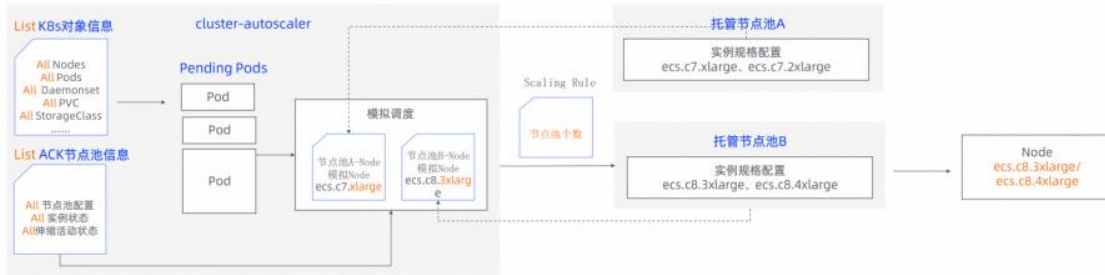 List K8s对象信息
All Nodes
All Pods
All Daemonset
All PVC
All StorageClass
......
List ACK节点池信息
All 节点池配置
All 实例状态
All伸缩活动状态
cluster-autoscaler
Pending Pods
Pod
Pod
Pod
模拟调度
节点池A-Node
模拟Node
ecs.c7.xlarge
节点池B-Node
模拟Node
ecs.c8.3xlarg
e
Scaling Rule
节点池个数
托管节点池A
实例规格配置
ecs.c7.xlarge、ecs.c7.2xlarge
托管节点池B
实例规格配置
ecs.c8.3xlarge、ecs.c8.4xlarge
Node
ecs.c8.3xlarge/
ecs.c8.4xlarge